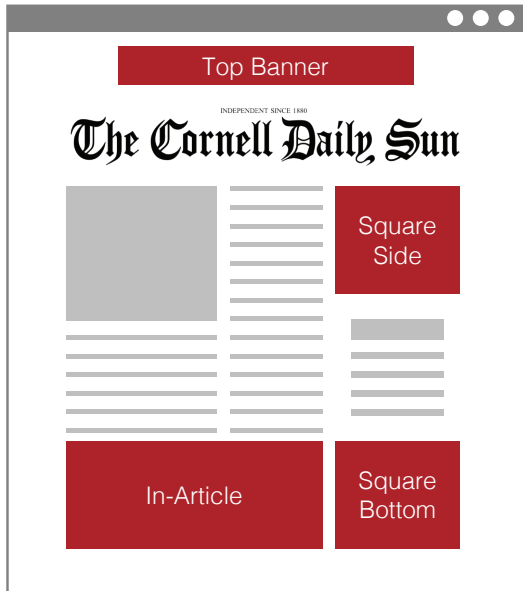 Top Banner
INDEPENDENT SINCE 1880
The Cornell Daily Sun
Square
Side
In-Article
Square
Bottom